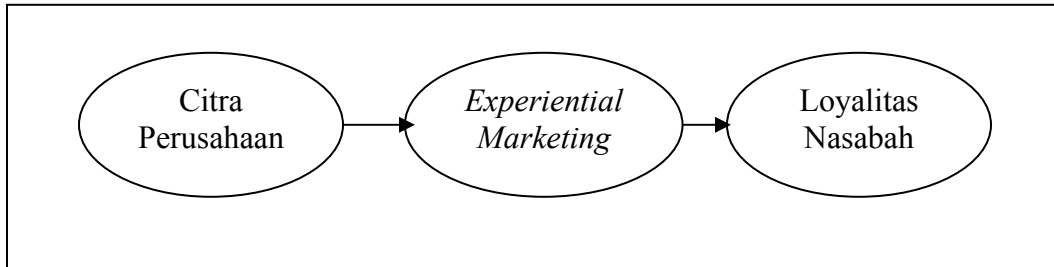 Citra
Perusahaan
Experiential
Marketing
Loyalitas
Nasabah